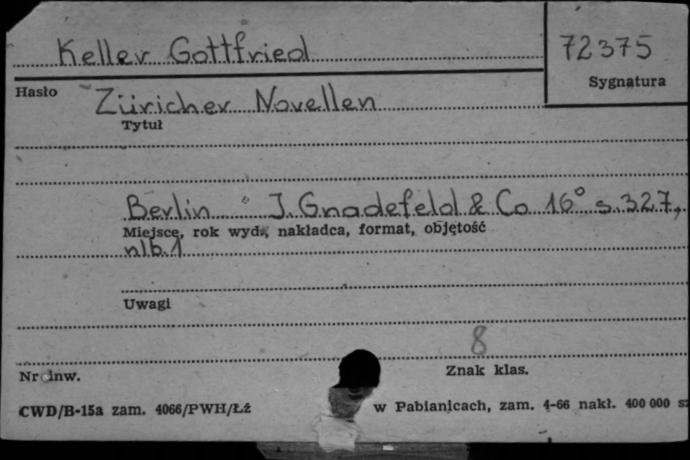 Keller Gottfried
72375
Hasło
Sygnatura
Züricher Novellen
Tytuł
Berlin " J. Gnadefeld & Co 16° s. 327,
Miejsce, rok wyd., nakładca, format, objętość
nlb. 1
Uwagi
8
Nr inw.
Znak klas.
CWD/B-15a zam. 4066/PWH/Łź
w Pabianicach, zam. 4-66 nakł. 400 000